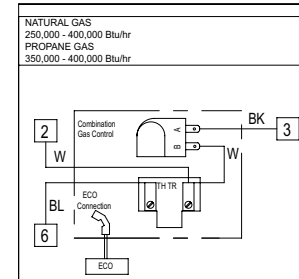 NATURAL GAS
250,000 - 400,000 Btu/hr
PROPANE GAS
350,000 - 400,000 Btu/hr
Combination
Gas Control
A
B
BK
2
3
W
W
TH TR
ECO
Connection
BL
6
ECO